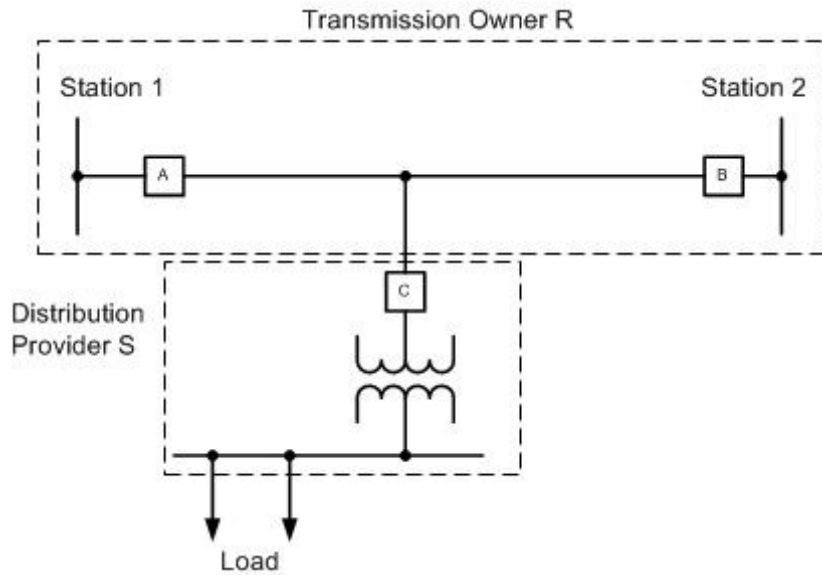 Transmission Owner R
Station 1
Station 2
A
B
C
Distribution
Provider S
Load